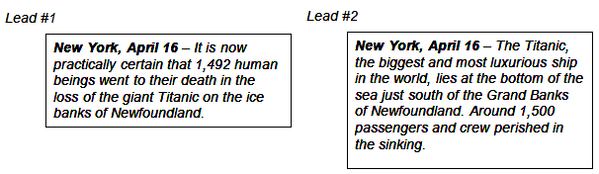 Lead #1
New York, April 16 – It is now
practically certain that 1,492 human
beings went to their death in the
loss of the giant Titanic on the ice
banks of Newfoundland.
Lead #2
New York, April 16 – The Titanic,
the biggest and most luxurious ship
in the world, lies at the bottom of the
sea just south of the Grand Banks
of Newfoundland. Around 1,500
passengers and crew perished in
the sinking.